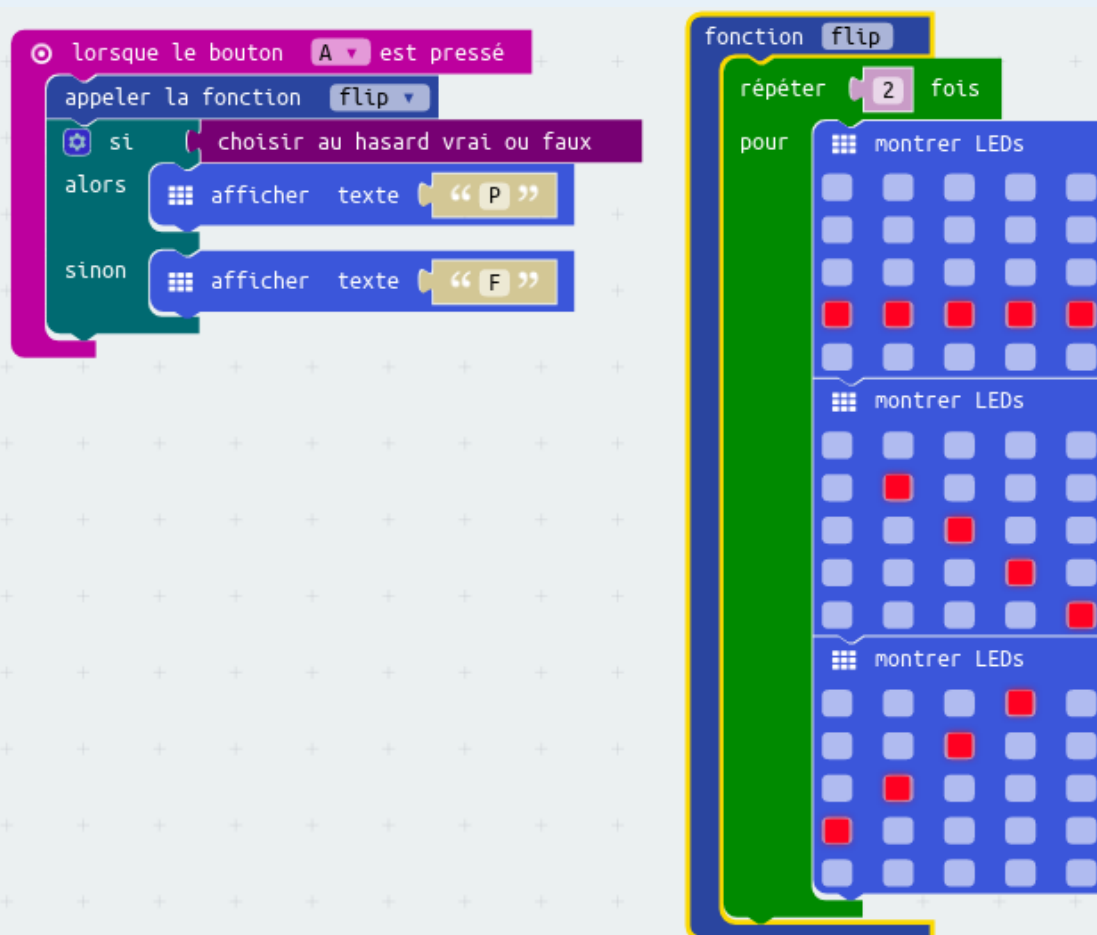 lorsque le bouton A est pressé
appeler la fonction flip
si choisir au hasard vrai ou faux
alors afficher texte “ P ”
sinon afficher texte “ F ”
fonction flip
répéter 2 fois
pour montrer LEDs
montrer LEDs
montrer LEDs